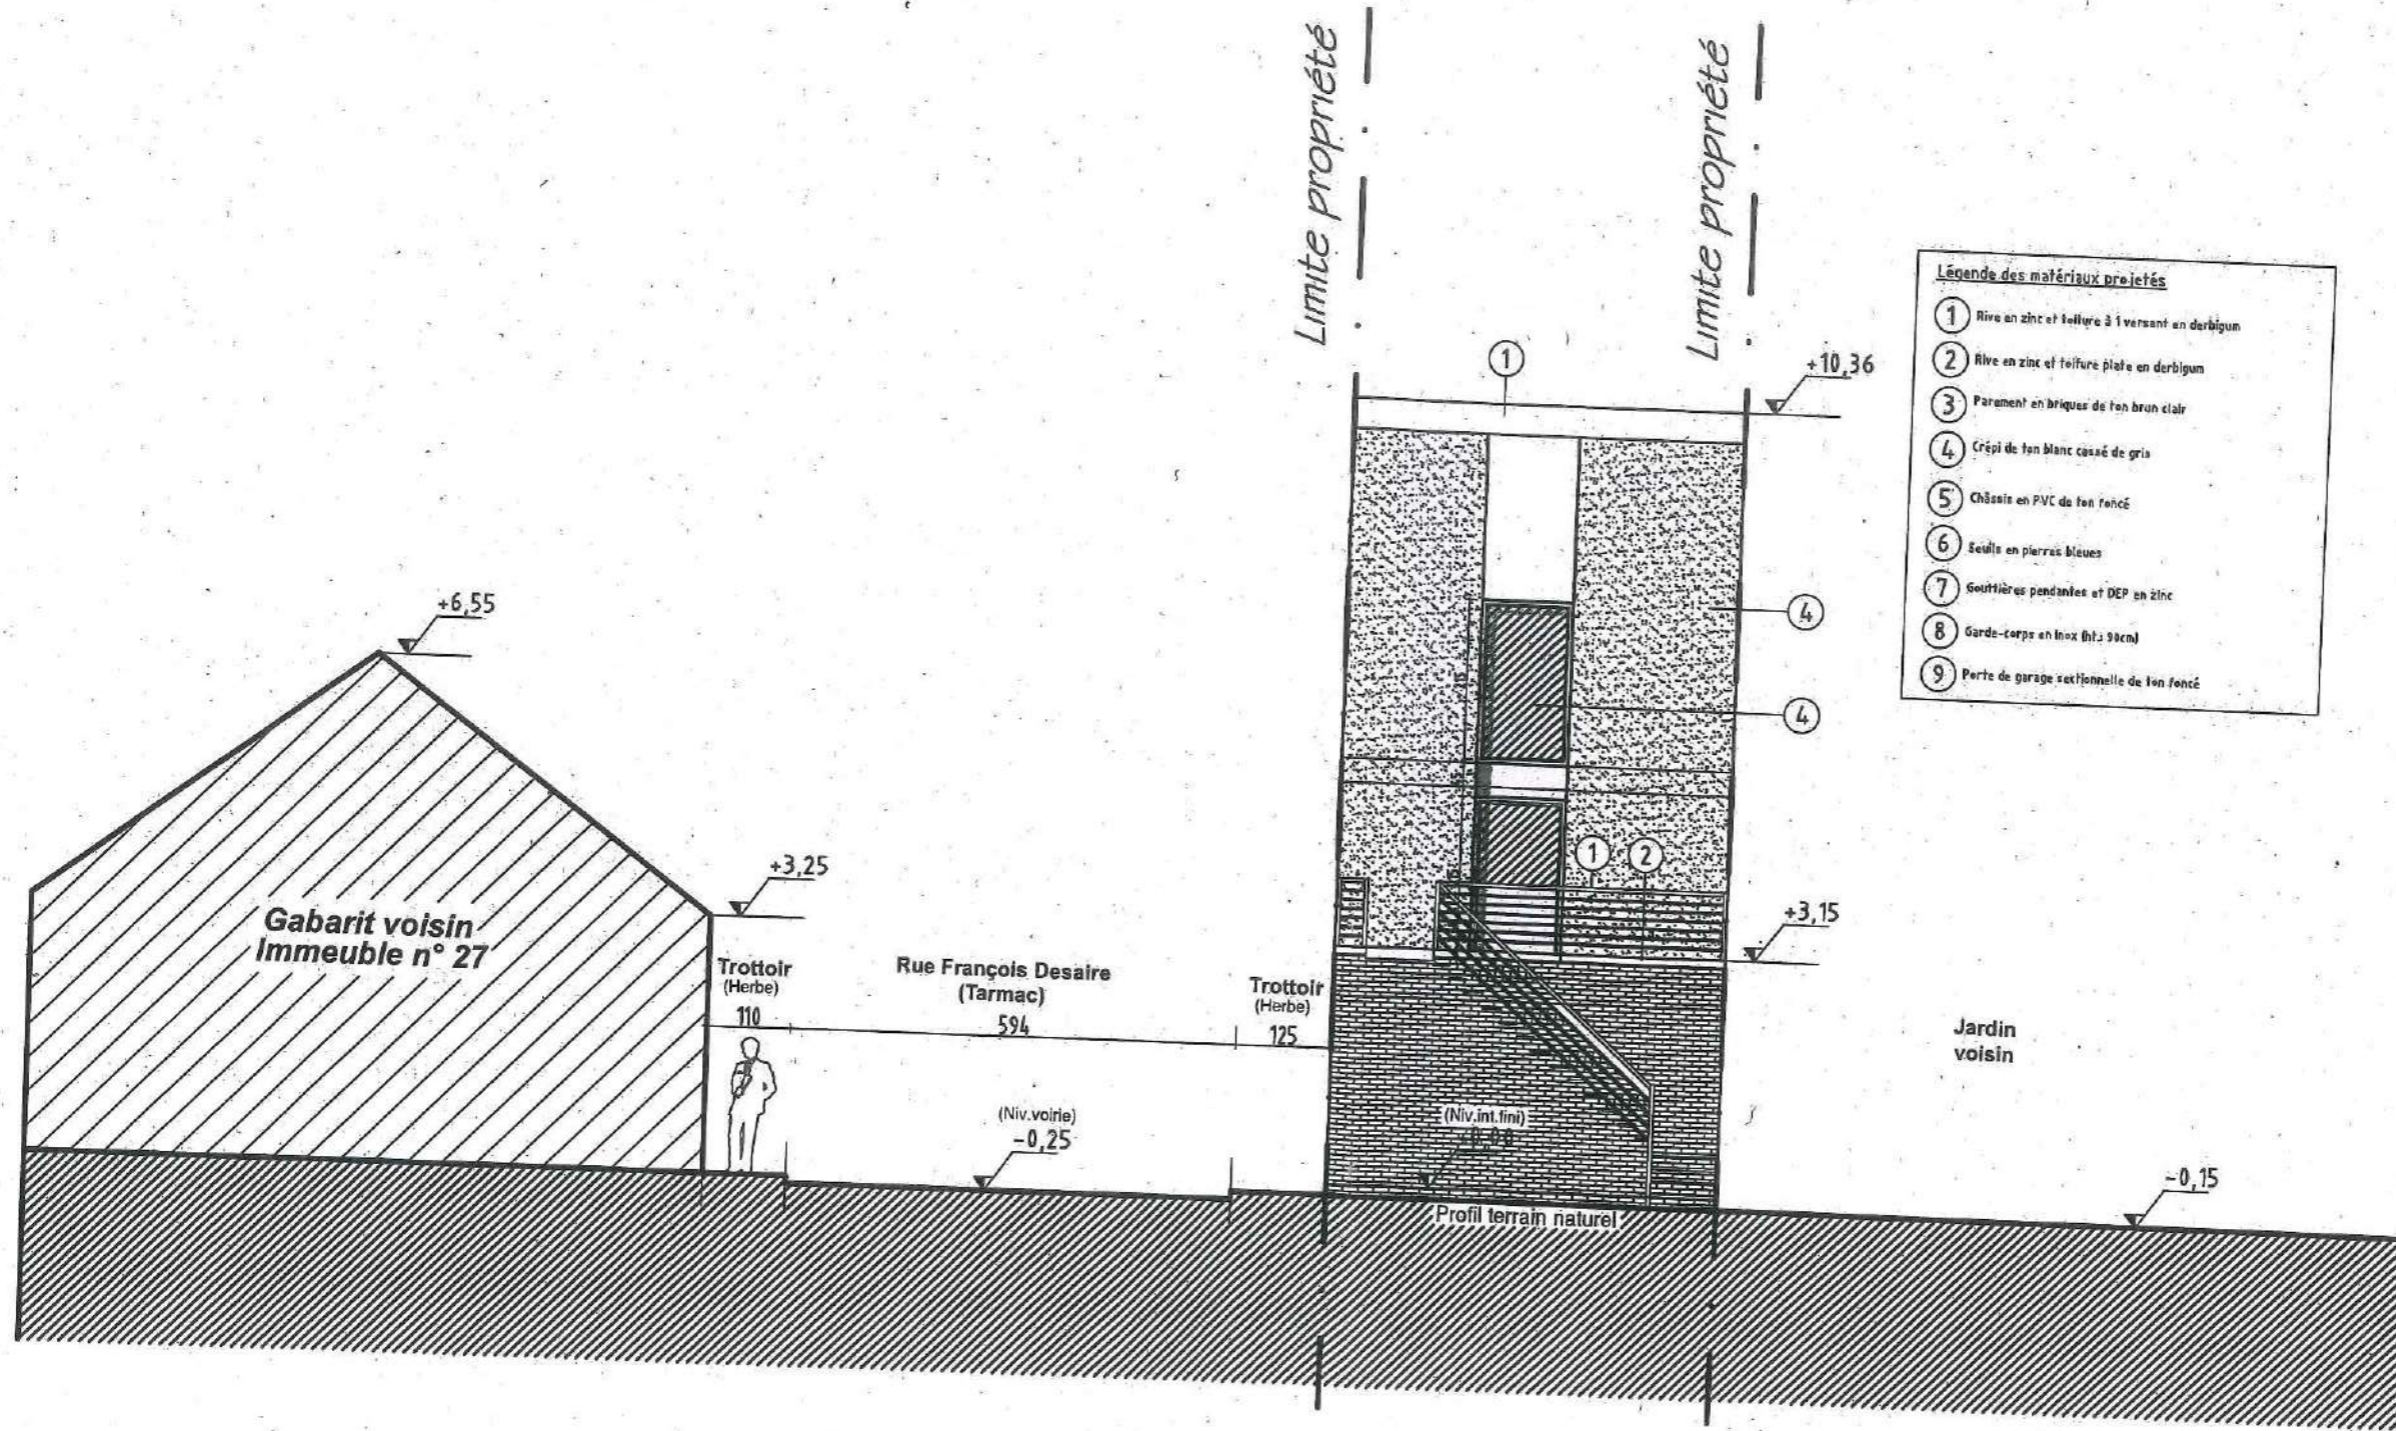 Limite propriété
Limite propriété
Légende des matériaux projetés
1 Rive en zinc et toiture à 1 versant en derbigum
2 Rive en zinc et toiture plate en derbigum
3 Parement en briques de ton brun clair
4 Crépi de ton blanc cassé de gris
5 Châssis en PVC de ton foncé
6 Seuils en pierres bleues
7 Gouttières pendantes et DEP en zinc
8 Garde-corps en inox (ht.: 90cm)
9 Porte de garage sectionnelle de ton foncé
1
+10,36
+6,55
4
4
+3,25
1 2
+3,15
Gabarit voisin
Immeuble n° 27
Trottoir
(Herbe)
110
Rue François Desaire
(Tarmac)
594
Trottoir
(Herbe)
125
Jardin
voisin
(Niv.voirie)
-0,25
(Niv.int.fini)
-0,15
Profil terrain naturel